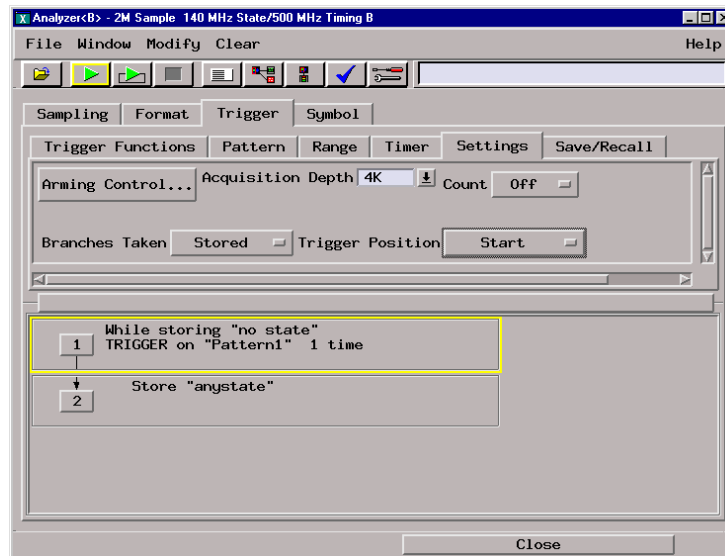 Analyzer<B> - 2M Sample 140 MHz State/500 MHz Timing B
File Window Modify Clear Help
Sampling Format Trigger Symbol
Trigger Functions Pattern Range Timer Settings Save/Recall
Arming Control... Acquisition Depth 4K Count Off
Branches Taken Stored Trigger Position Start
While storing "no state"
1 TRIGGER on "Pattern1" 1 time
Store "anystate"
2
Close